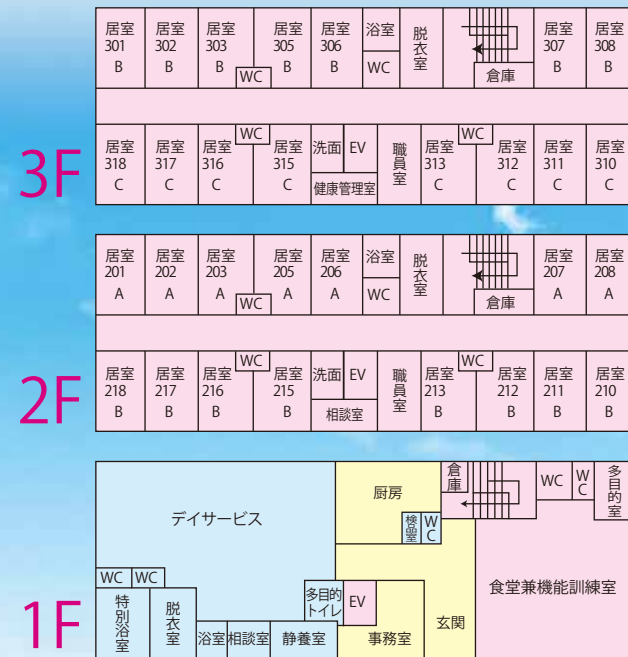 3F
居室
301
B
居室
302
B
居室
303
B
WC
居室
305
B
居室
306
B
浴室
WC
脱衣室
倉庫
居室
307
B
居室
308
B
居室
318
C
居室
317
C
居室
316
C
WC
居室
315
C
洗面
EV
健康管理室
職員室
居室
313
C
WC
居室
312
C
居室
311
C
居室
310
C
2F
居室
201
A
居室
202
A
居室
203
A
WC
居室
205
A
居室
206
A
浴室
WC
脱衣室
倉庫
居室
207
A
居室
208
A
居室
218
B
居室
217
B
居室
216
B
WC
居室
215
B
洗面
EV
相談室
職員室
居室
213
B
WC
居室
212
B
居室
211
B
居室
210
B
1F
デイサービス
厨房
検温室
WC
倉庫
WC
WC
多目的室
WC
WC
特別浴室
脱衣室
浴室
相談室
静養室
多目的
トイレ
EV
事務室
玄関
食堂兼機能訓練室